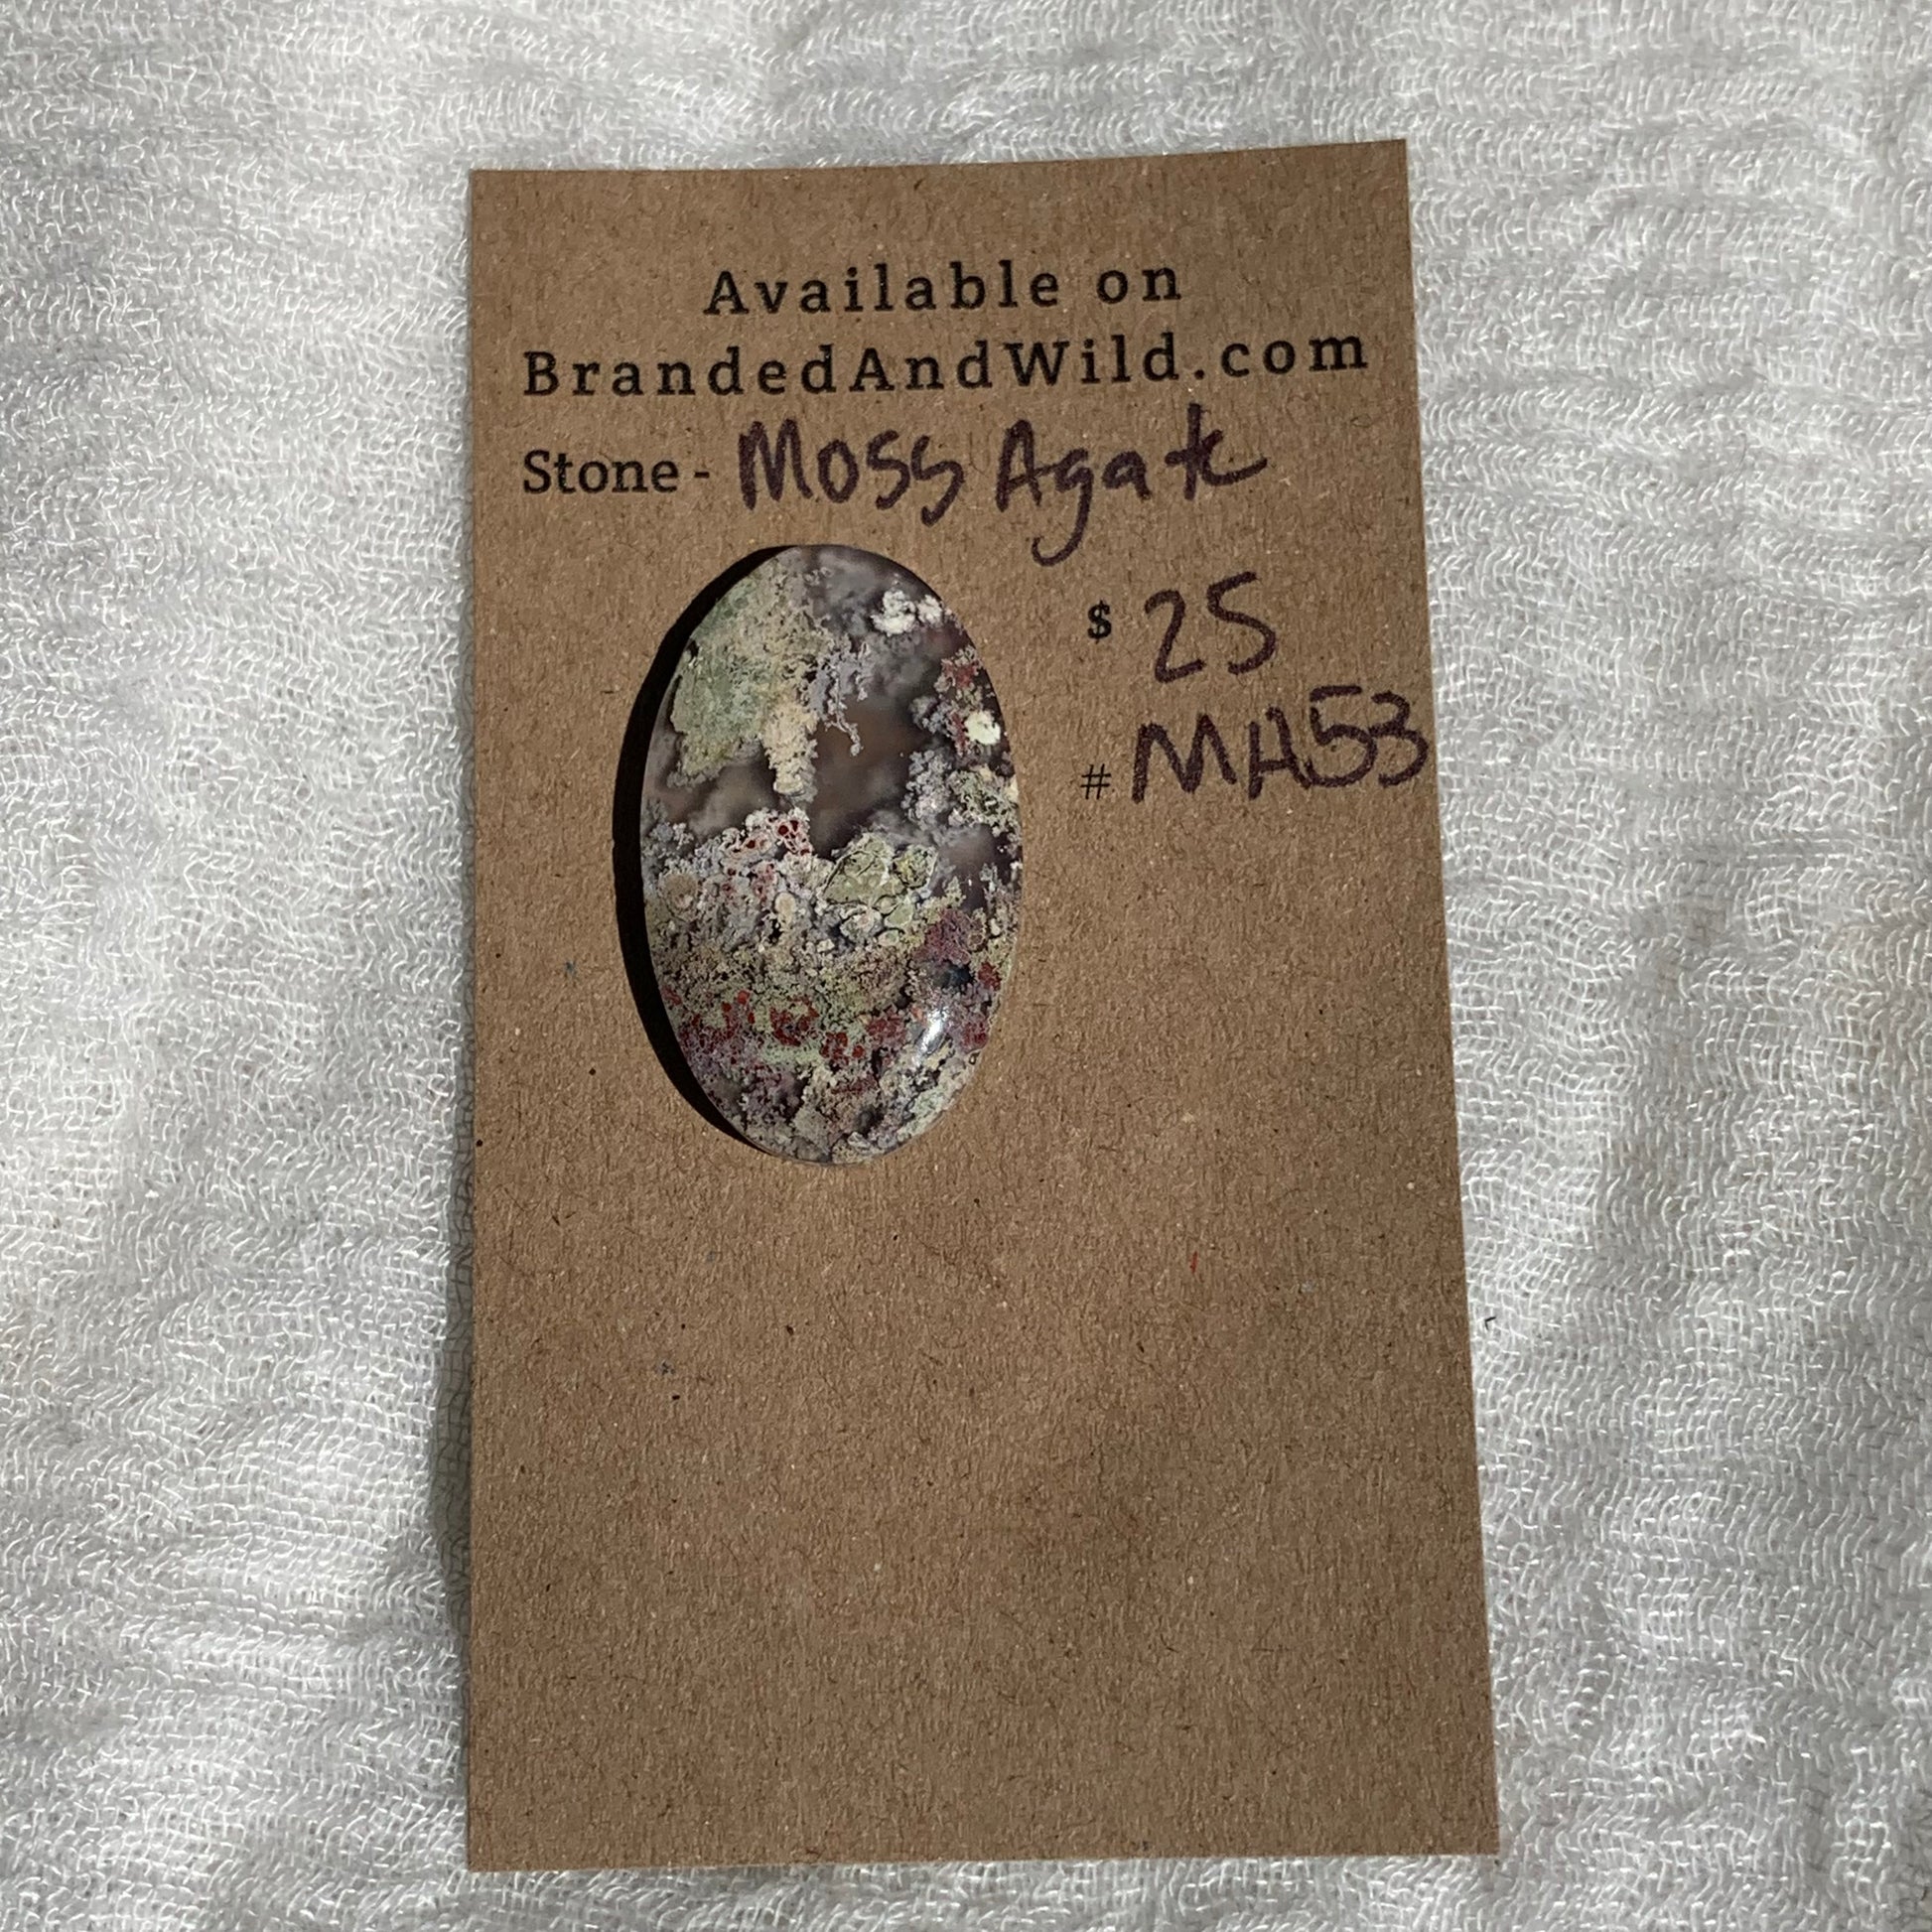 Available on
BrandedAndWild.com
Stone - Moss Agate
$ 25
# MA53